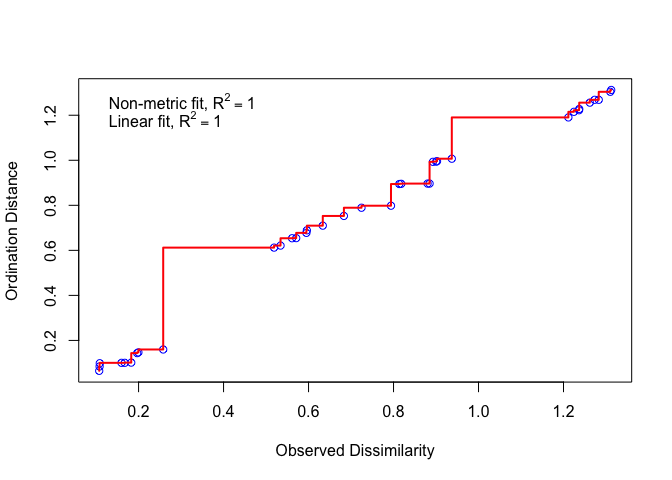 Non-metric fit, R² = 1
Linear fit, R² = 1
Ordination Distance
1.2
1.0
0.8
0.6
0.4
0.2
0.2 0.4 0.6 0.8 1.0 1.2
Observed Dissimilarity